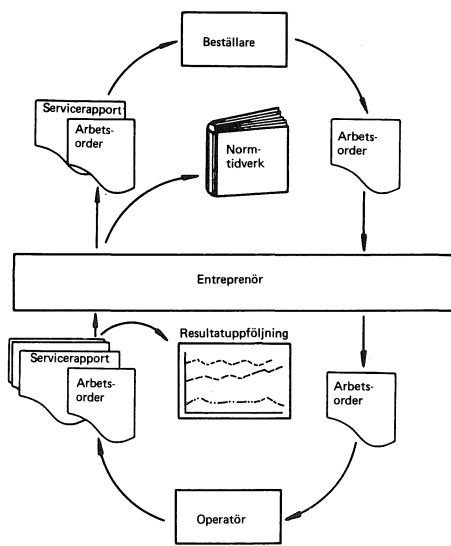 Beställare
Servicerapport
Arbets-
order
Norm-
tidverk
Arbets-
order
Entreprenör
Resultatuppföljning
Servicerapport
Arbets-
order
Arbets-
order
Operatör